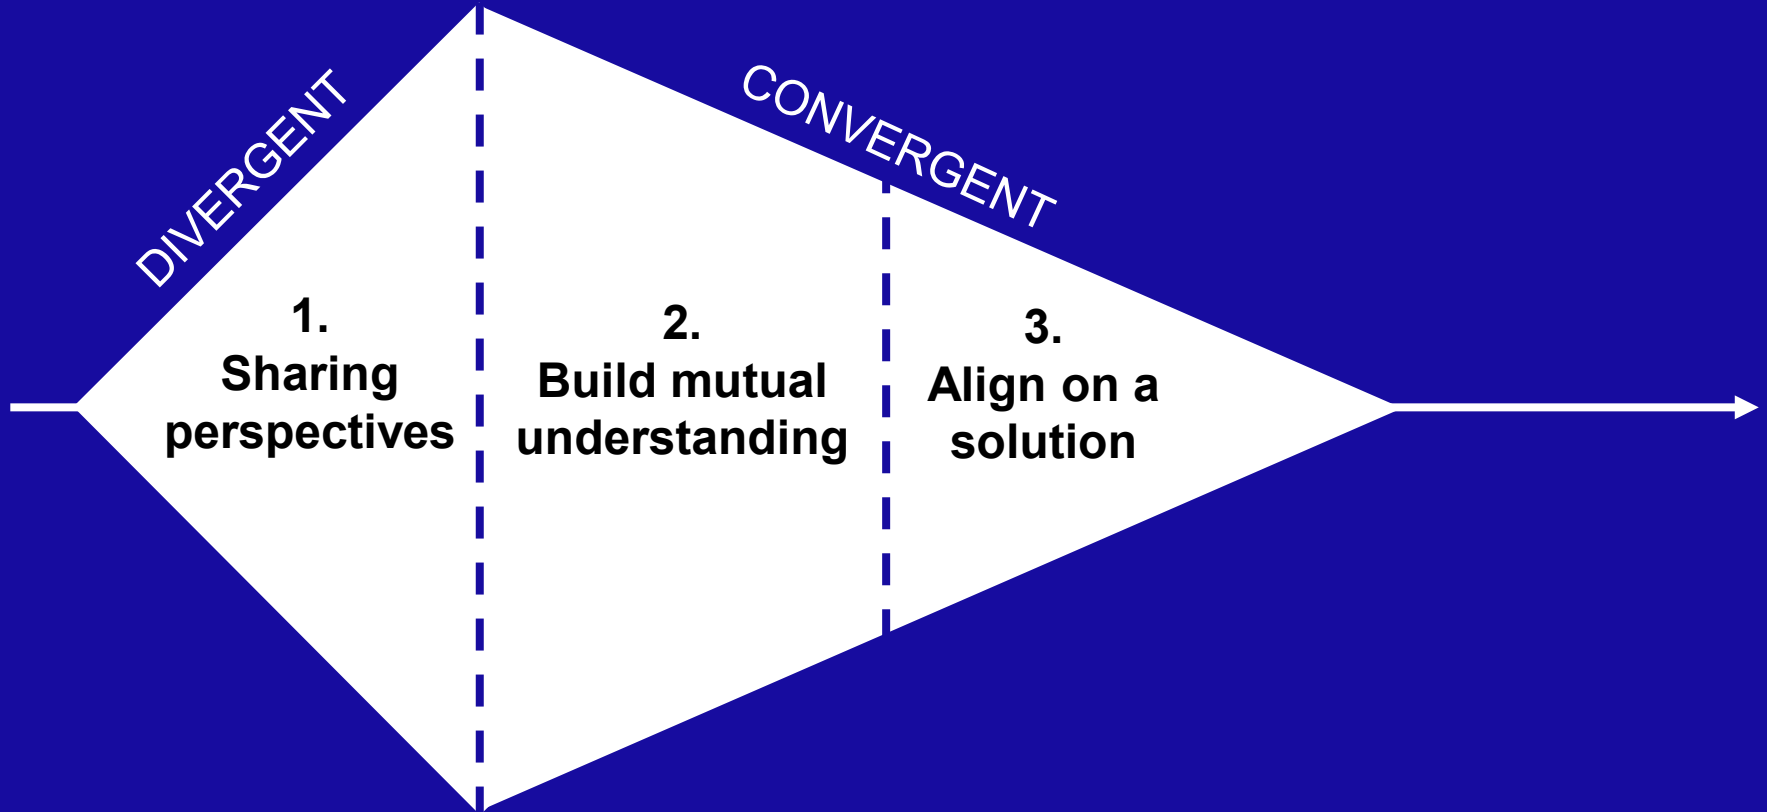 DIVERGENT
CONVERGENT
1.
Sharing
perspectives
2.
Build mutual
understanding
3.
Align on a
solution